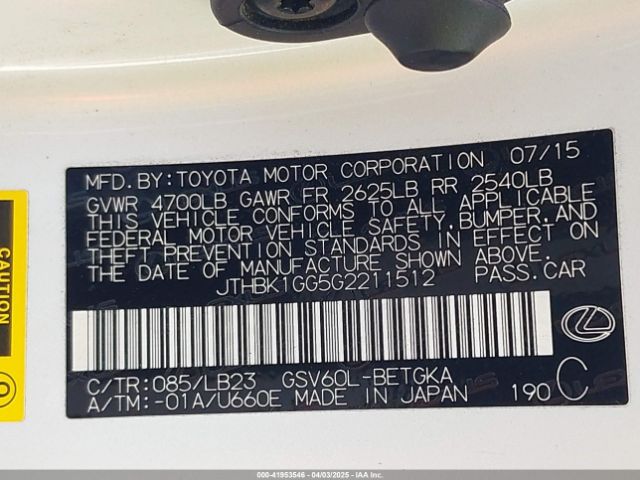 MFD.BY:TOYOTA MOTOR CORPORATION 07/15
GVWR 4700LB GAWR FR 2625LB RR 2540LB
THIS VEHICLE CONFORMS TO ALL APPLICABLE
FEDERAL MOTOR VEHICLE SAFETY,BUMPER,AND
THEFT PREVENTION STANDARDS IN EFFECT ON
THE DATE OF MANUFACTURE SHOWN ABOVE.
JTHBK1GG5G2211512 PASS.CAR
C/TR:085/LB23 GSV60L-BETGKA
A/TM:-01A/U660E MADE IN JAPAN 190 C
CAUTION
000-41953546 - 04/03/2025 - IAA Inc.